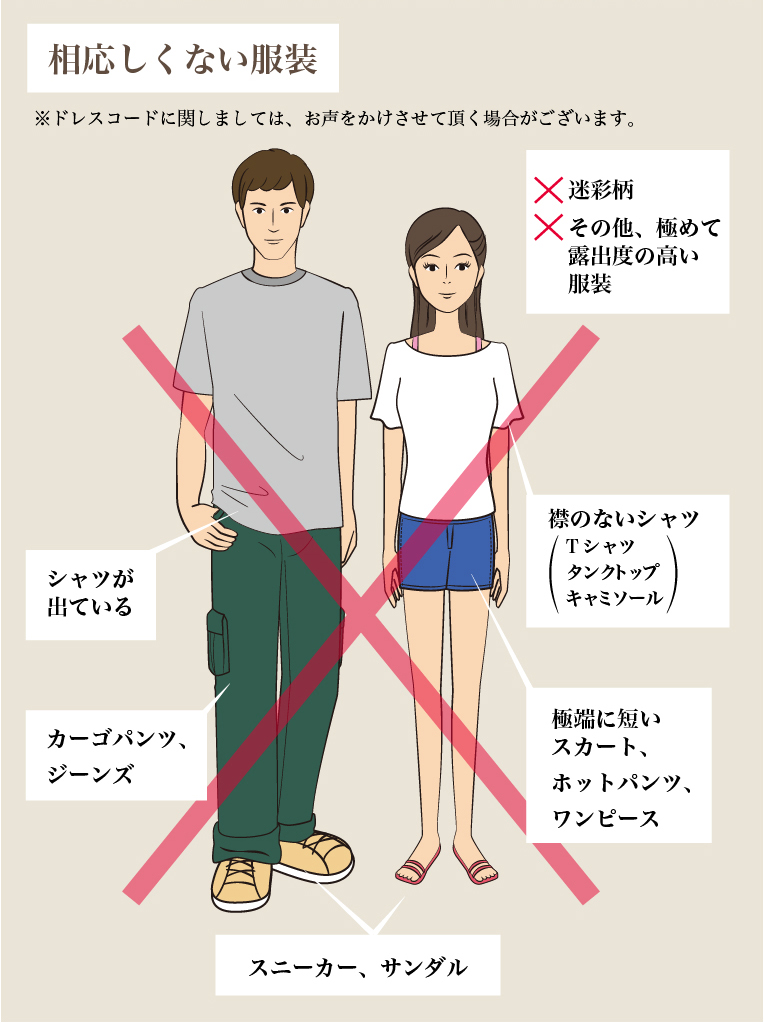 相応しくない服装
※ドレスコードに関しましては、お声をかけさせて頂く場合がございます。
迷彩柄
その他、極めて
露出度の高い
服装
襟のないシャツ
(Tシャツ
タンクトップ
キャミソール)
シャツが
出ている
カーゴパンツ、
ジーンズ
極端に短い
スカート、
ホットパンツ、
ワンピース
スニーカー、サンダル